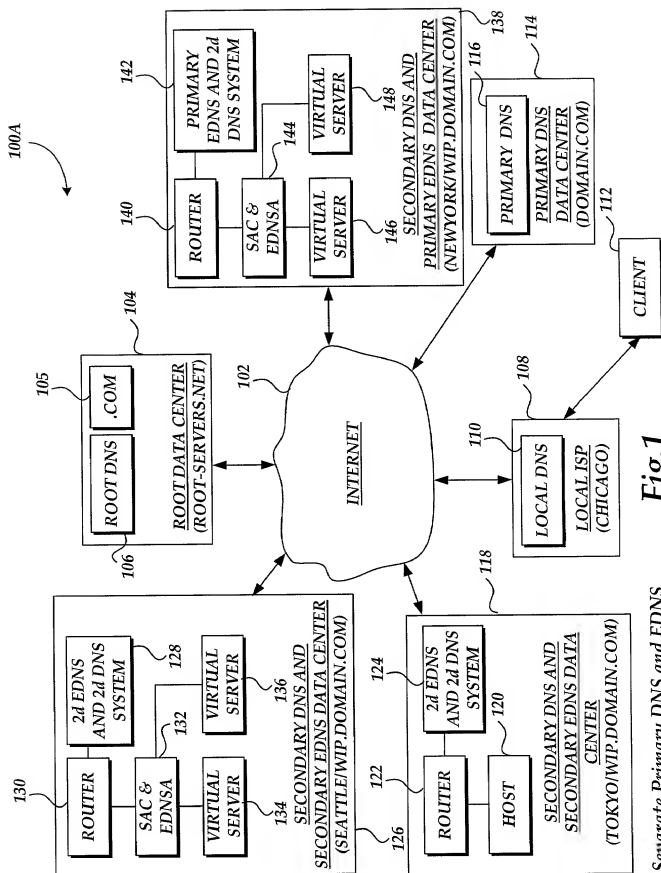 100A
130
ROUTER
2d EDNS
AND 2d DNS
SYSTEM
128
SAC &
EDNSA
132
VIRTUAL
SERVER
134
VIRTUAL
SERVER
136
SECONDARY DNS AND
SECONDARY EDNS DATA CENTER
(SEATTLE/WIP.DOMAIN.COM)
126
105
104
ROOT DNS
.COM
106
ROOT DATA CENTER
(ROOT-SERVERS.NET)
140
ROUTER
142
PRIMARY
EDNS AND 2d
DNS SYSTEM
SAC &
EDNSA
144
VIRTUAL
SERVER
146
VIRTUAL
SERVER
148
SECONDARY DNS AND
PRIMARY EDNS DATA CENTER
(NEWYORK/WIP.DOMAIN.COM)
138
102
INTERNET
122
ROUTER
2d EDNS
AND 2d DNS
SYSTEM
124
HOST
120
SECONDARY DNS AND
SECONDARY EDNS DATA
CENTER
(TOKYO/WIP.DOMAIN.COM)
118
110
LOCAL DNS
108
LOCAL ISP
(CHICAGO)
CLIENT
112
PRIMARY DNS
116
PRIMARY DNS
DATA CENTER
(DOMAIN.COM)
114
Separate Primary DNS and EDNS
Fig.1